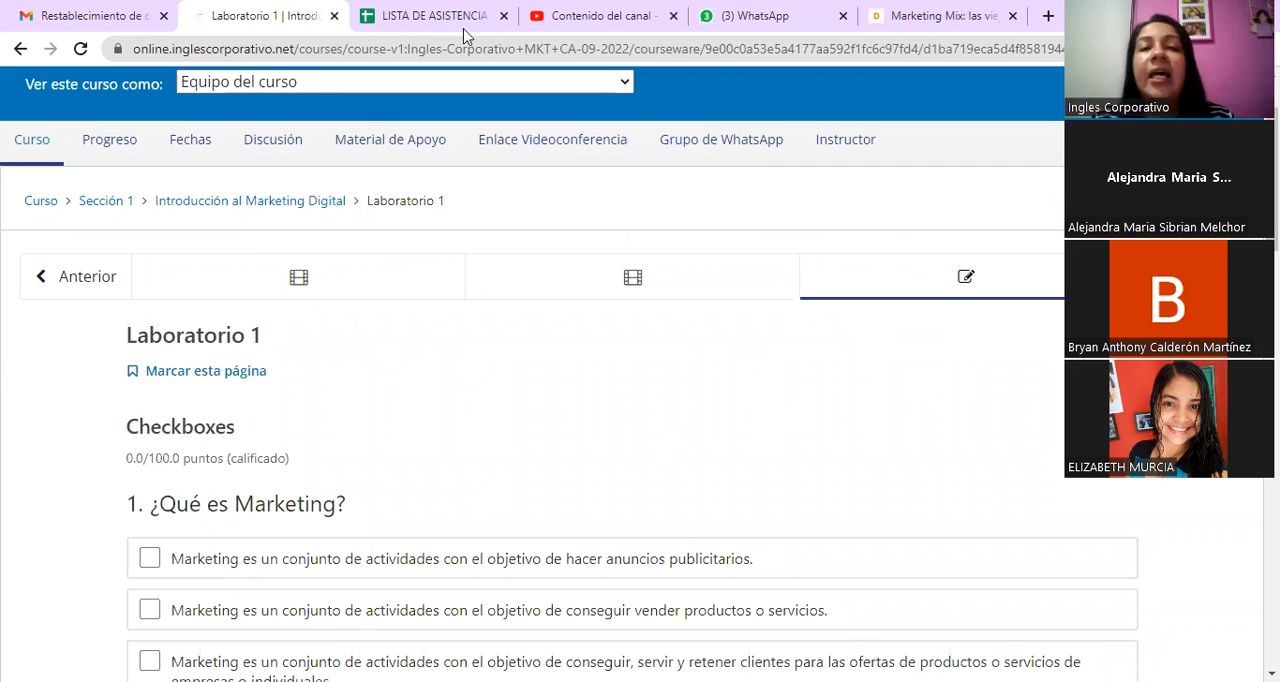 Restablecimiento de c
Laboratorio 1 | Introdu
LISTA DE ASISTENCIA
Contenido del canal -
(3) WhatsApp
Marketing Mix: las vie
online.inglescorporativo.net/courses/course-v1:Ingles-Corporativo+MKT+CA-09-2022/courseware/9e00c0a53e5a4177aa592f1fc6c97fd4/d1ba719eca5d4f8581944
Ver este curso como:
Equipo del curso
Curso
Progreso
Fechas
Discusión
Material de Apoyo
Enlace Videoconferencia
Grupo de WhatsApp
Instructor
Curso > Sección 1 > Introducción al Marketing Digital > Laboratorio 1
Anterior
Laboratorio 1
Marcar esta página
Checkboxes
0.0/100.0 puntos (calificado)
1. ¿Qué es Marketing?
Marketing es un conjunto de actividades con el objetivo de hacer anuncios publicitarios.
Marketing es un conjunto de actividades con el objetivo de conseguir vender productos o servicios.
Marketing es un conjunto de actividades con el objetivo de conseguir, servir y retener clientes para las ofertas de productos o servicios de
empresas o individuales.
Ingles Corporativo
Alejandra Maria S...
Alejandra Maria Sibrian Melchor
B
Bryan Anthony Calderón Martínez
ELIZABETH MURCIA